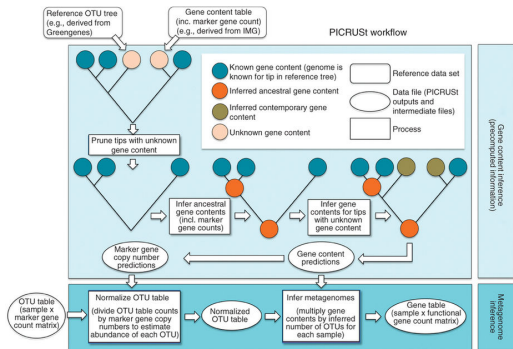 Reference OTU tree
(e.g., derived from
Greengenes)
Gene content table
(inc. marker gene count)
(e.g., derived from IMG)
PICRUSt workflow
Known gene content (genome is
known for tip in reference tree)
Inferred ancestral gene content
Inferred contemporary gene
content
Unknown gene content
Reference data set
Data file (PICRUSt
outputs and
intermediate files)
Process
Gene content inference
(precomputed information)
Prune tips with unknown
gene content
Infer ancestral
gene contents
(incl. marker
gene counts)
Infer gene
contents for tips
with unknown
gene content
Marker gene
copy number
predictions
Gene content
predictions
OTU table
(sample x
marker gene
count matrix)
Normalize OTU table
(divide OTU table counts
by marker gene copy
numbers to estimate
abundance of each OTU)
Normalized
OTU table
Infer metagenomes
(multiply gene
contents by inferred
number of OTUs for
each sample)
Gene table
(sample x functional
gene count matrix)
Metagenome
inference